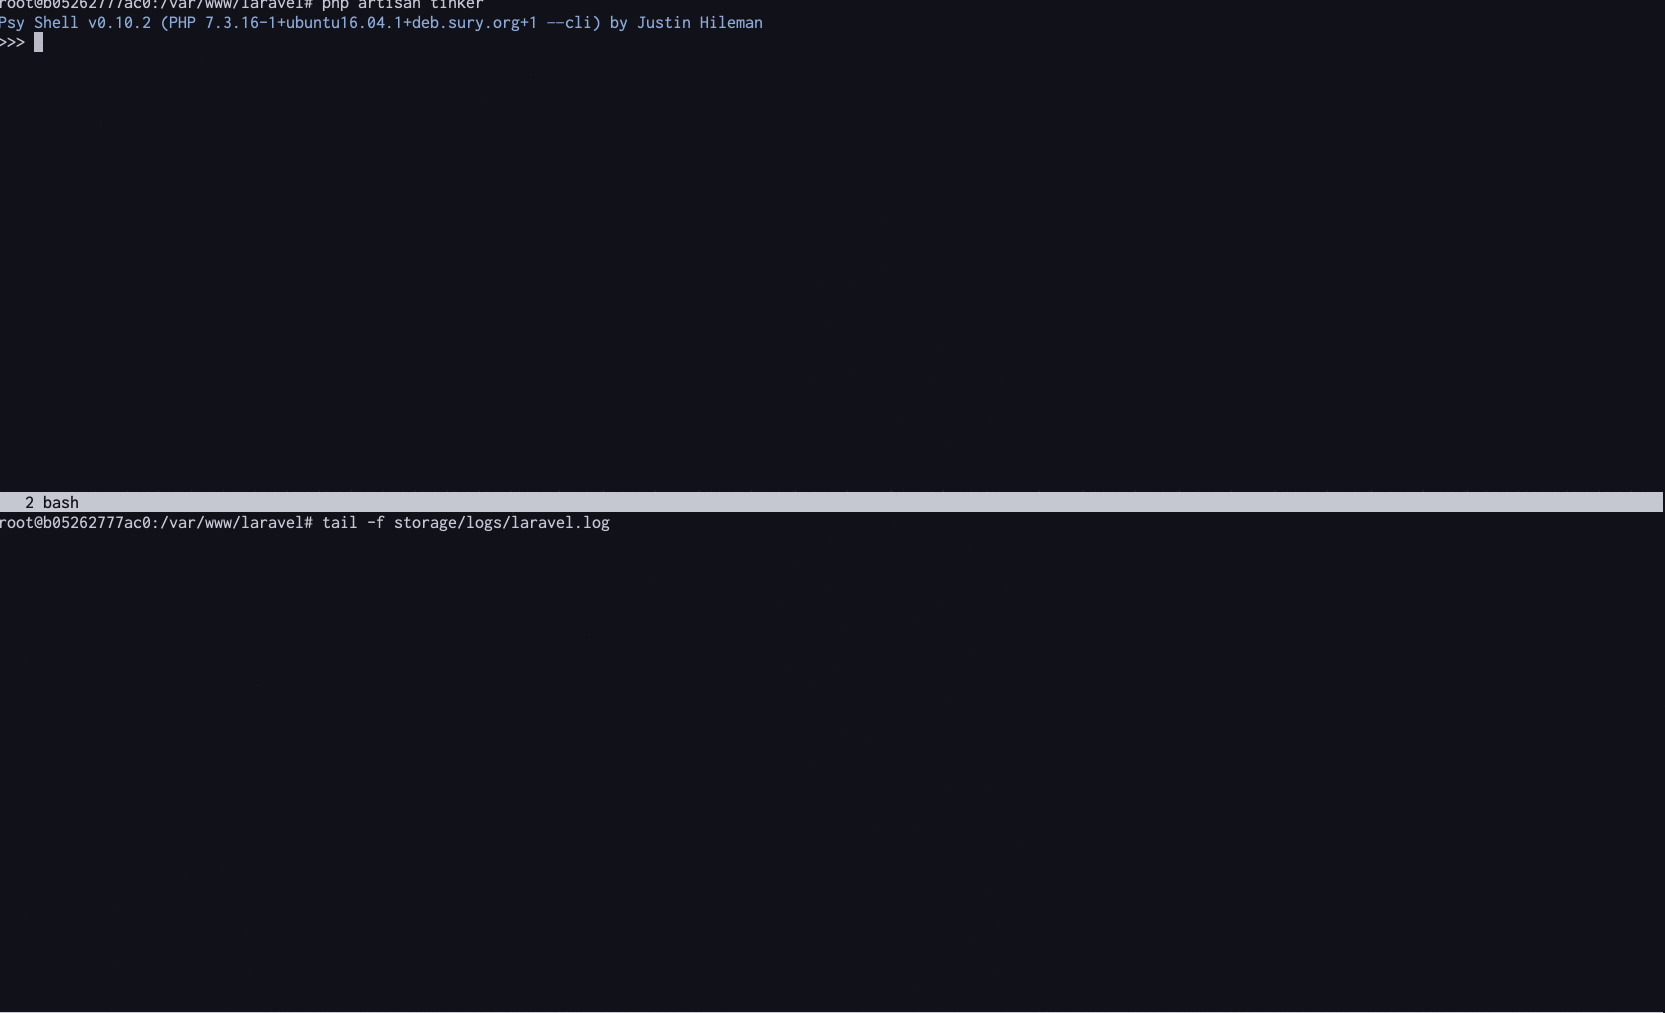 root@b05262777ac0:/var/www/laravel# php artisan tinker
Psy Shell v0.10.2 (PHP 7.3.16-1+ubuntu16.04.1+deb.sury.org+1 — cli) by Justin Hileman
>>>
2 bash
root@b05262777ac0:/var/www/laravel# tail -f storage/logs/laravel.log